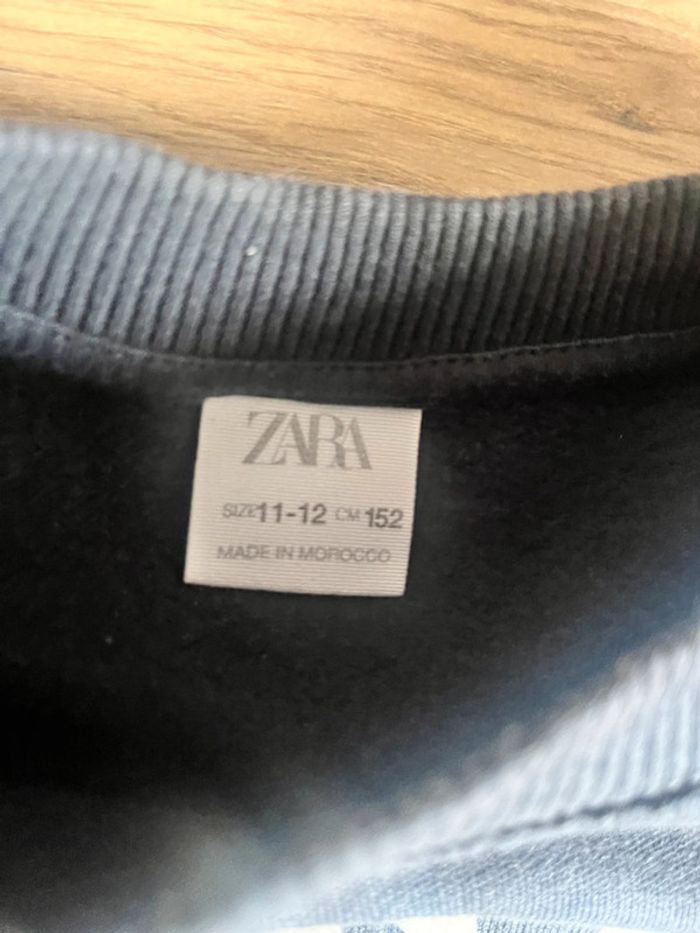 ZARA
SIZE 11-12 CM 152
MADE IN MOROCCO